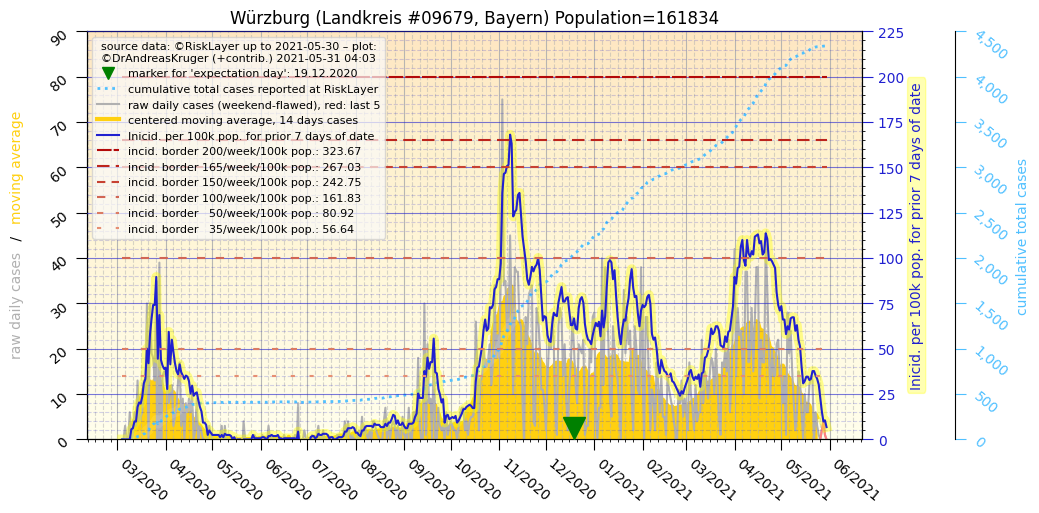 Würzburg (Landkreis #09679, Bayern) Population=161834
source data: ©RiskLayer up to 2021-05-30 – plot:
©DrAndreasKruger (+contrib.) 2021-05-31 04:03
marker for 'expectation day': 19.12.2020
cumulative total cases reported at RiskLayer
raw daily cases (weekend-flawed), red: last 5
centered moving average, 14 days cases
Inicid. per 100k pop. for prior 7 days of date
incid. border 200/week/100k pop.: 323.67
incid. border 165/week/100k pop.: 267.03
incid. border 150/week/100k pop.: 242.75
incid. border 100/week/100k pop.: 161.83
incid. border   50/week/100k pop.: 80.92
incid. border   35/week/100k pop.: 56.64
raw daily cases / moving average
90
80
70
60
50
40
30
20
10
0
225
200
175
150
125
100
75
50
25
0
Inicid. per 100k pop. for prior 7 days of date
4,500
4,000
3,500
3,000
2,500
2,000
1,500
1,000
500
0
cumulative total cases
03/2020
04/2020
05/2020
06/2020
07/2020
08/2020
09/2020
10/2020
11/2020
12/2020
01/2021
02/2021
03/2021
04/2021
05/2021
06/2021